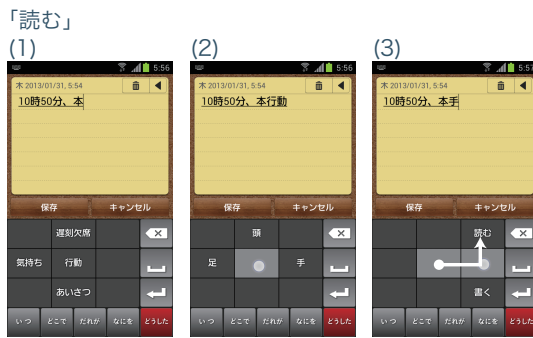 「読む」
(1)
(2)
(3)
5:56
木 2013/01/31, 5:54
10時50分、本
保存
キャンセル
遅刻欠席
気持ち
行動
あいさつ
いつ
どこで
だれが
なにを
どうした
5:56
木 2013/01/31, 5:54
10時50分、本行動
保存
キャンセル
頭
足
手
いつ
どこで
だれが
なにを
どうした
5:57
木 2013/01/31, 5:54
10時50分、本手
保存
キャンセル
読む
書く
いつ
どこで
だれが
なにを
どうした